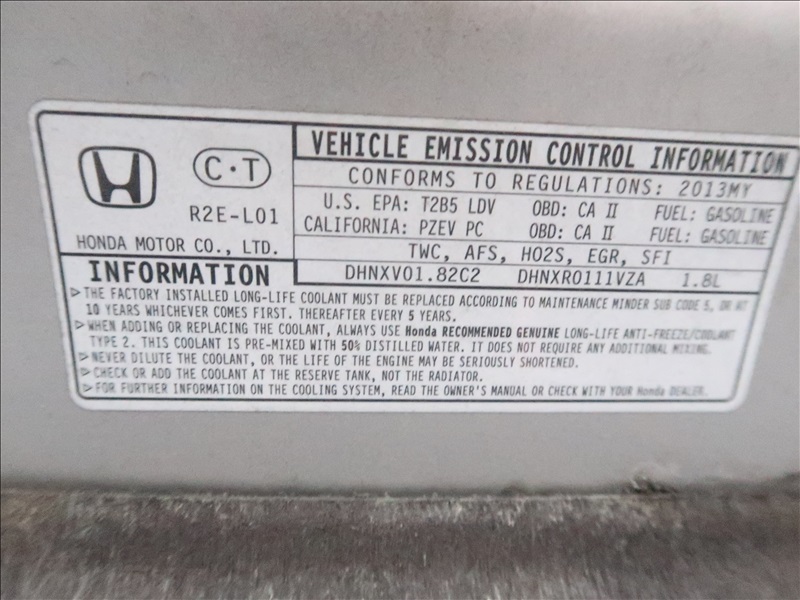 C·T
R2E-L01
HONDA MOTOR CO., LTD.
VEHICLE EMISSION CONTROL INFORMATION
CONFORMS TO REGULATIONS: 2013MY
U.S. EPA: T2B5 LDV OBD: CA II FUEL: GASOLINE
CALIFORNIA: PZEV PC OBD: CA II FUEL: GASOLINE
TWC, AFS, HO2S, EGR, SFI
DHNXV01.82C2 DHNXR0111VZA 1.8L
INFORMATION
▷THE FACTORY INSTALLED LONG-LIFE COOLANT MUST BE REPLACED ACCORDING TO MAINTENANCE MINDER SUB CODE 5, OR AT
10 YEARS WHICHEVER COMES FIRST. THEREAFTER EVERY 5 YEARS.
▷WHEN ADDING OR REPLACING THE COOLANT, ALWAYS USE Honda RECOMMENDED GENUINE LONG-LIFE ANTI-FREEZE/COOLANT
TYPE 2. THIS COOLANT IS PRE-MIXED WITH 50% DISTILLED WATER. IT DOES NOT REQUIRE ANY ADDITIONAL MIXING.
▷NEVER DILUTE THE COOLANT, OR THE LIFE OF THE ENGINE MAY BE SERIOUSLY SHORTENED.
▷CHECK OR ADD THE COOLANT AT THE RESERVE TANK, NOT THE RADIATOR.
▷FOR FURTHER INFORMATION ON THE COOLING SYSTEM, READ THE OWNER'S MANUAL OR CHECK WITH YOUR Honda DEALER.